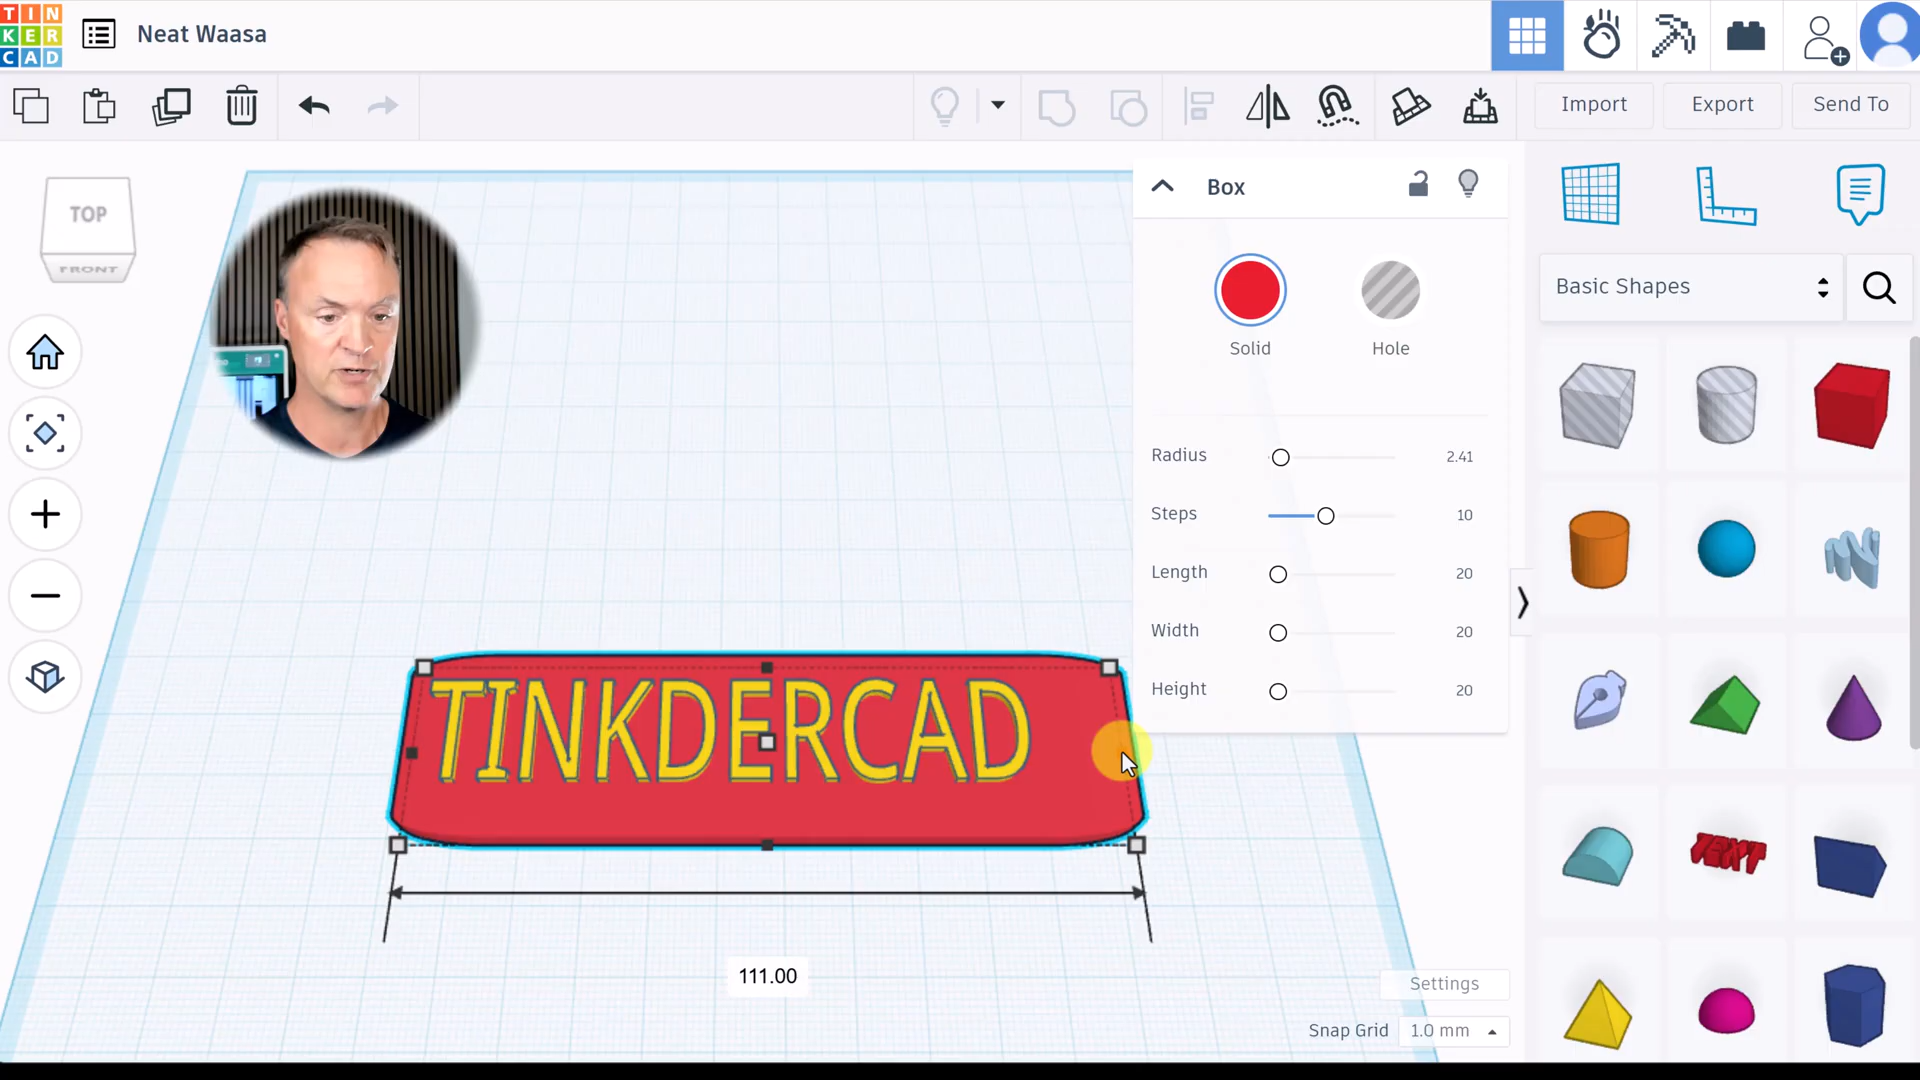 TIN
KER
CAD
Neat Waasa
Import
Export
Send To
TOP
FRONT
Box
Solid
Hole
Radius 2.41
Steps 10
Length 20
Width 20
Height 20
Basic Shapes
TEXT
TINKDERCAD
111.00
Settings
Snap Grid 1.0 mm